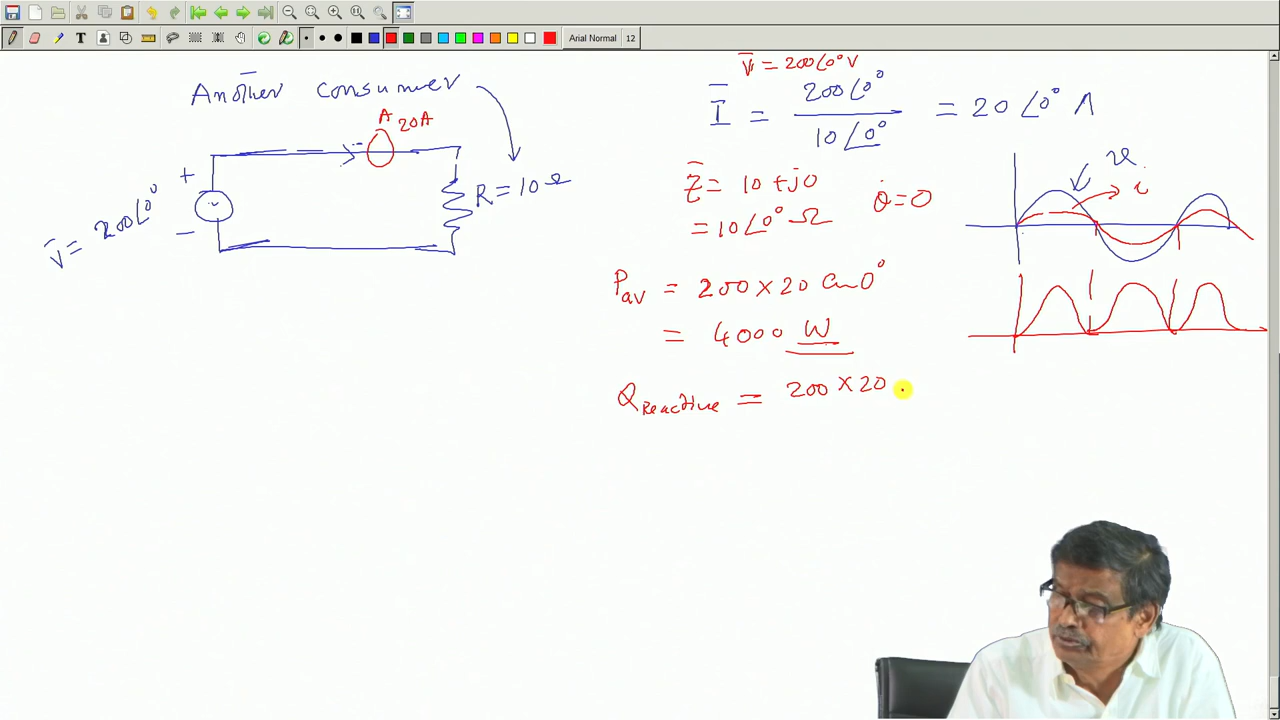 Arial Normal 12
Another consumer
A 20A
V̅ = 200∠0°
+
−
R = 10 Ω
V̅ = 200∠0° V
I̅ = 200∠0° / 10∠0° = 20∠0° A
Z̅ = 10 + j0
= 10∠0° Ω
θ = 0
v
i
Pav = 200 × 20 cos 0°
= 4000 W
QReactive = 200 × 20